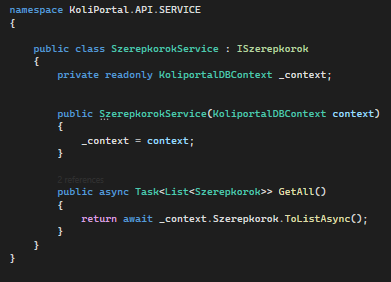 namespace KoliPortal.API.SERVICE
{
public class SzerepkorokService : ISzerepkorok
{
private readonly KoliportalDBContext _context;
public SzerepkorokService(KoliportalDBContext context)
{
_context = context;
}
2 references
public async Task<List<Szerepkorok>> GetAll()
{
return await _context.Szerepkorok.ToListAsync();
}
}
}